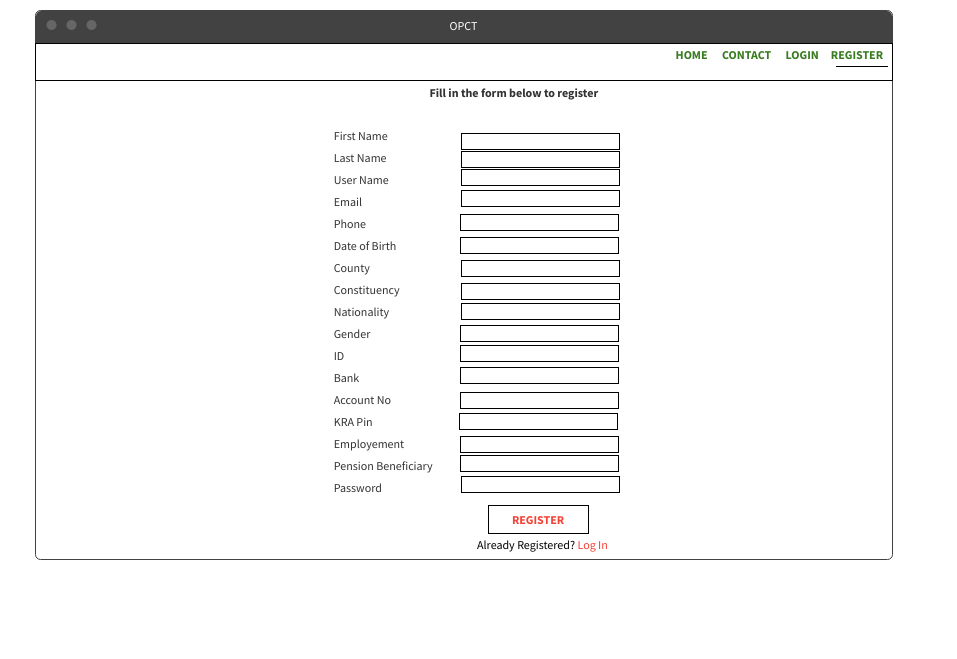 OPCT
HOME CONTACT LOGIN REGISTER
Fill in the form below to register
First Name
Last Name
User Name
Email
Phone
Date of Birth
County
Constituency
Nationality
Gender
ID
Bank
Account No
KRA Pin
Employement
Pension Beneficiary
Password
REGISTER
Already Registered? Log In